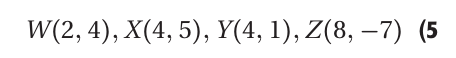 W(2, 4), X(4, 5), Y(4, 1), Z(8, −7) (5